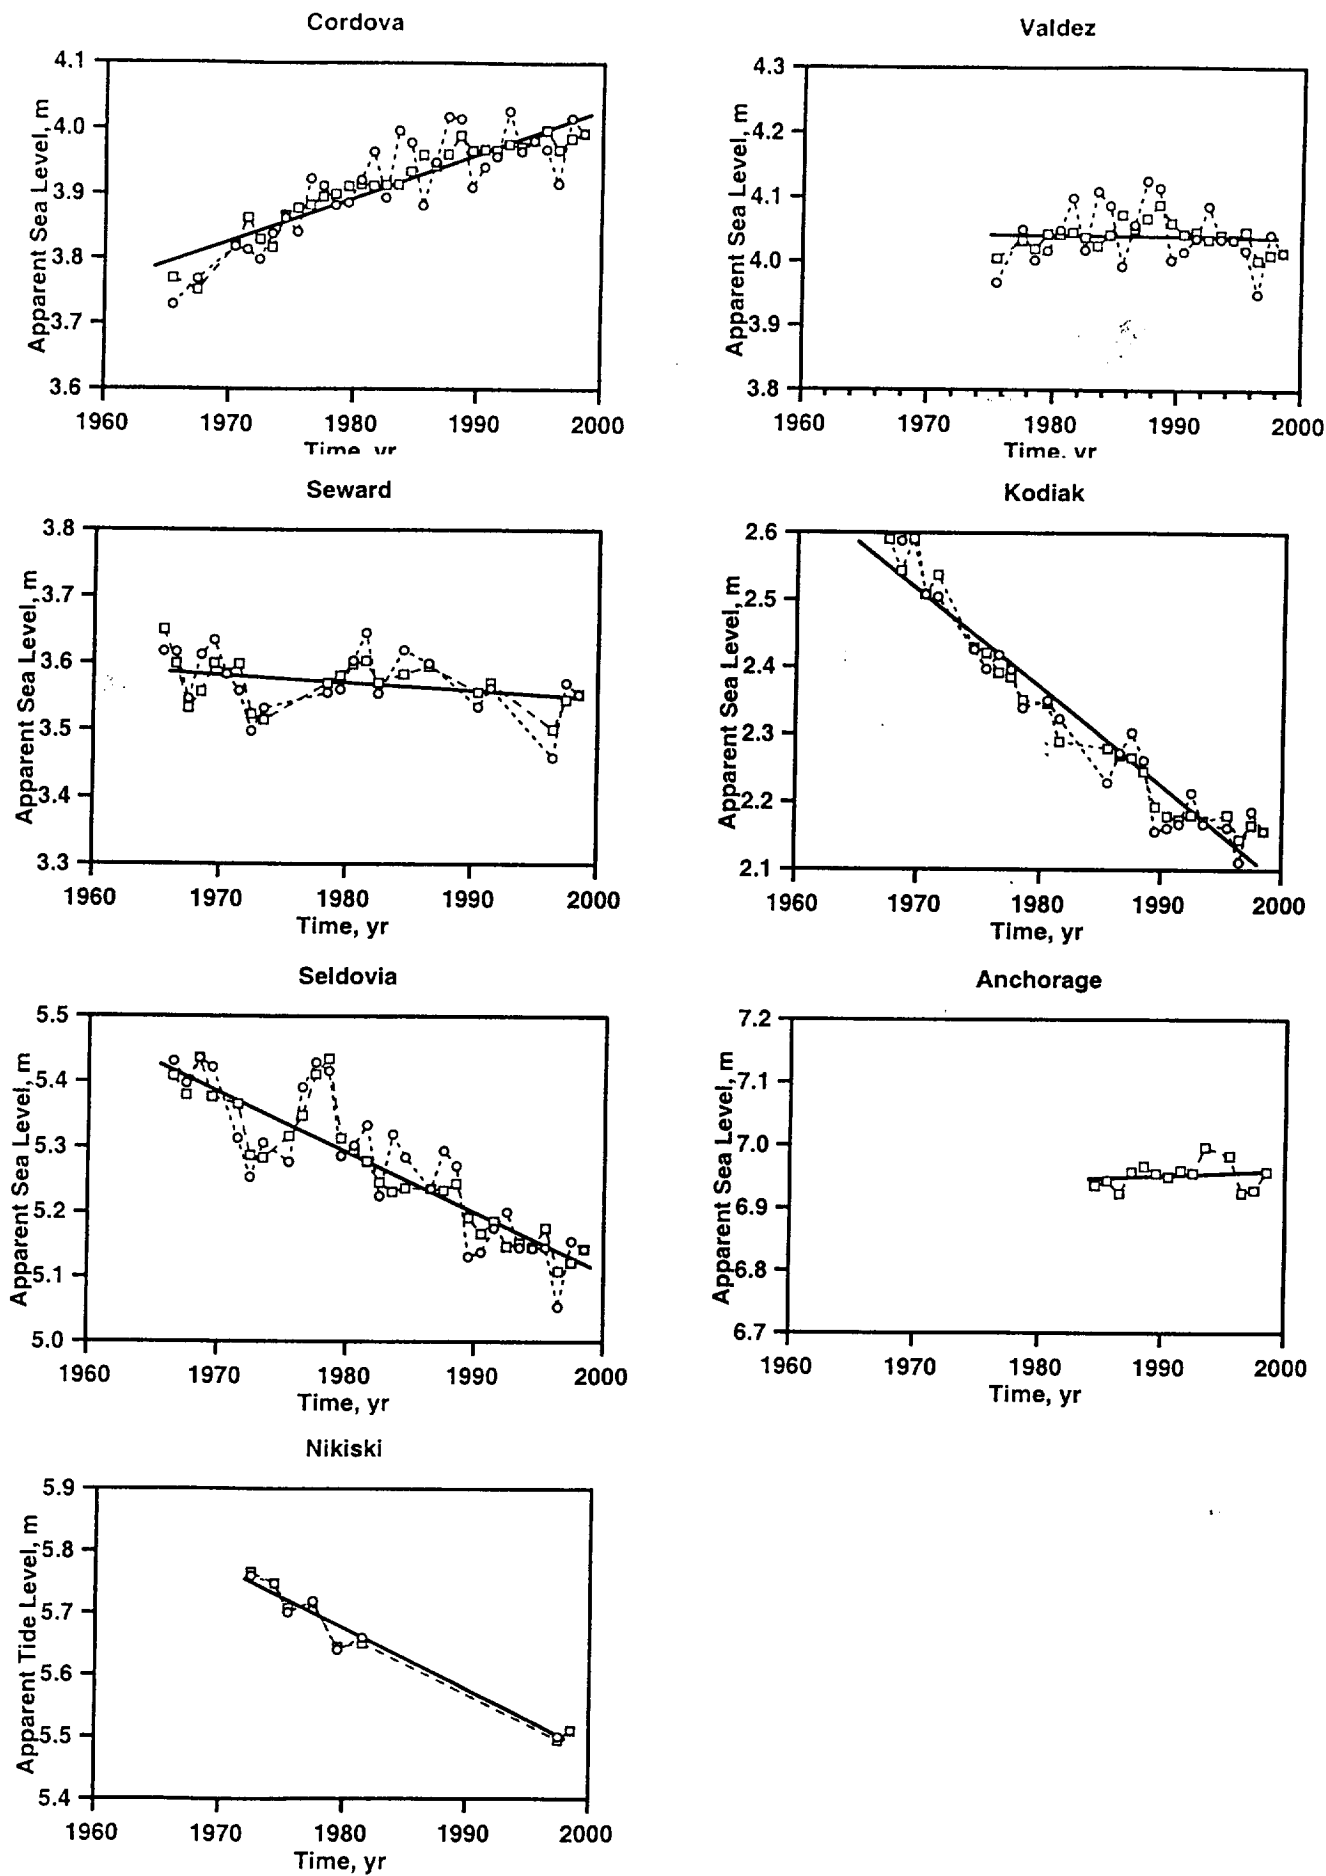 Cordova
Apparent Sea Level, m
4.1
4.0
3.9
3.8
3.7
3.6
1960 1970 1980 1990 2000
Time, yr
Valdez
Apparent Sea Level, m
4.3
4.2
4.1
4.0
3.9
3.8
1960 1970 1980 1990 2000
Time, yr
Seward
Apparent Sea Level, m
3.8
3.7
3.6
3.5
3.4
3.3
1960 1970 1980 1990 2000
Time, yr
Kodiak
Apparent Sea Level, m
2.6
2.5
2.4
2.3
2.2
2.1
1960 1970 1980 1990 2000
Time, yr
Seldovia
Apparent Sea Level, m
5.5
5.4
5.3
5.2
5.1
5.0
1960 1970 1980 1990 2000
Time, yr
Anchorage
Apparent Sea Level, m
7.2
7.1
7.0
6.9
6.8
6.7
1960 1970 1980 1990 2000
Time, yr
Nikiski
Apparent Tide Level, m
5.9
5.8
5.7
5.6
5.5
5.4
1960 1970 1980 1990 2000
Time, yr